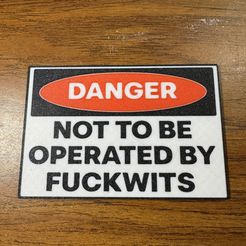 DANGER
NOT TO BE
OPERATED BY
FUCKWITS